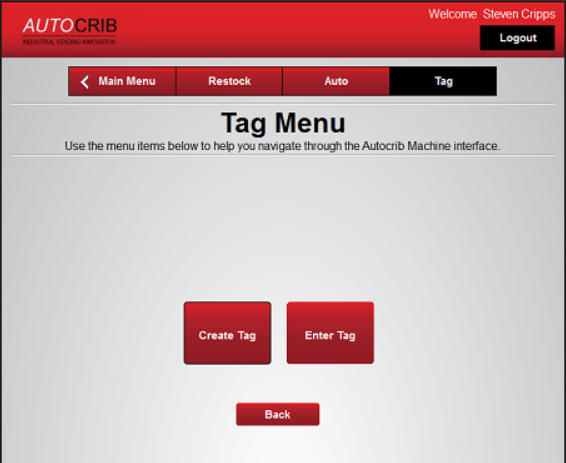 Welcome Steven Cripps
AUTOCRIB
INDUSTRIAL VENDING INNOVATION
Logout
Main Menu
Restock
Auto
Tag
Tag Menu
Use the menu items below to help you navigate through the Autocrib Machine interface.
Create Tag
Enter Tag
Back